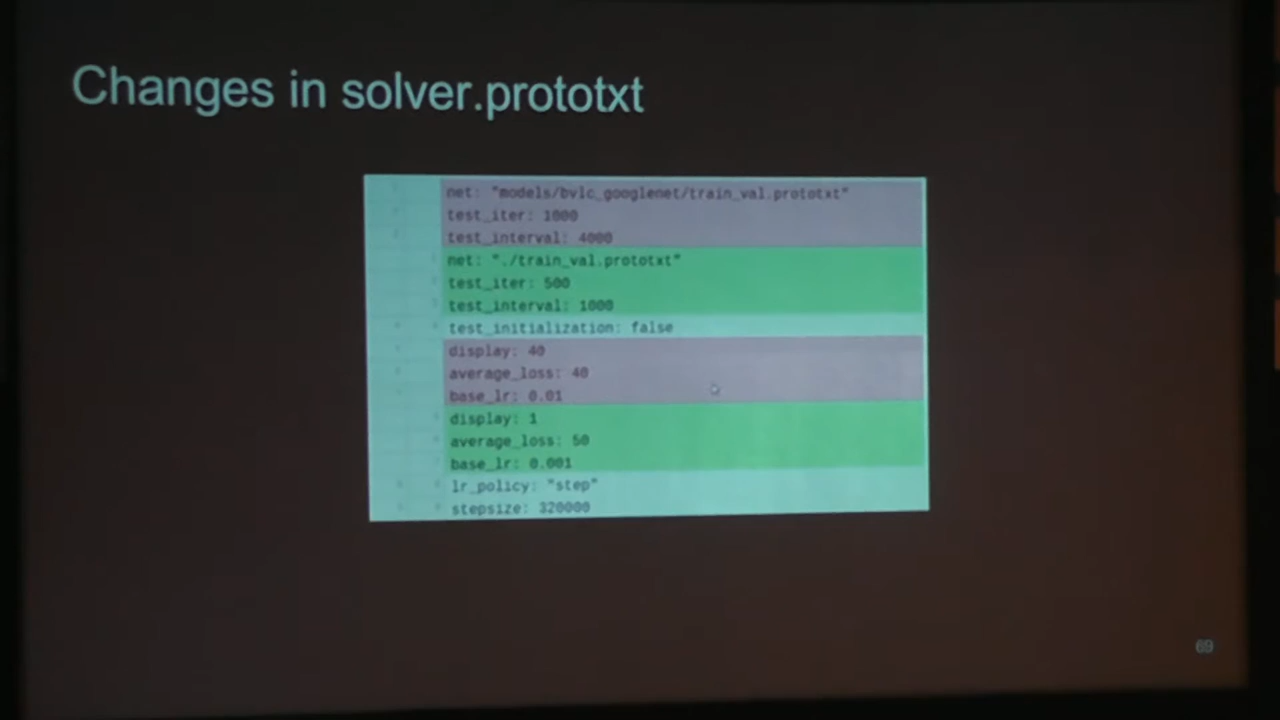 Changes in solver.prototxt
net: "models/bvlc_googlenet/train_val.prototxt"
test_iter: 1000
test_interval: 4000
net: "./train_val.prototxt"
test_iter: 500
test_interval: 1000
test_initialization: false
display: 40
average_loss: 40
base_lr: 0.01
display: 1
average_loss: 50
base_lr: 0.001
lr_policy: "step"
stepsize: 320000
69